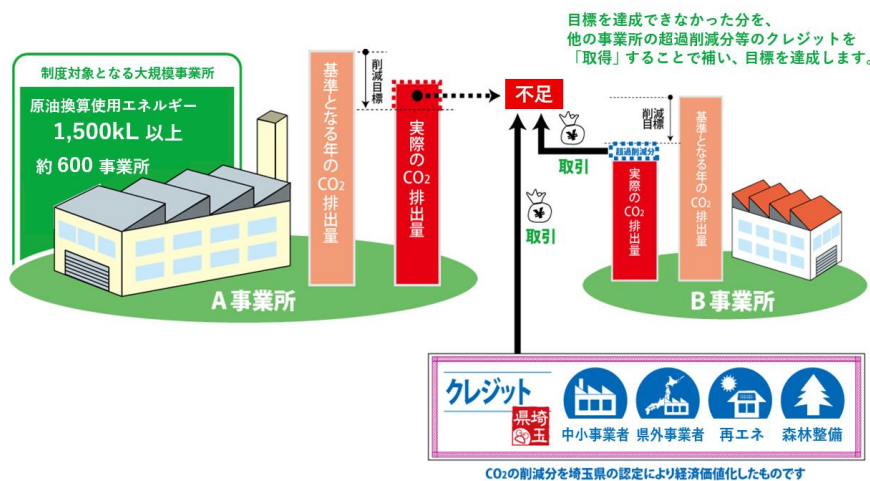 目標を達成できなかった分を、
他の事業所の超過削減分等のクレジットを
「取得」することで補い、目標を達成します。
制度対象となる大規模事業所
原油換算使用エネルギー
1,500kL 以上
約 600 事業所
基準となる年のCO2排出量
削減目標
実際のCO2排出量
不足
取引
取引
超過削減分
削減目標
実際のCO2排出量
基準となる年のCO2排出量
A事業所
B事業所
クレジット
埼玉県
中小事業者
県外事業者
再エネ
森林整備
CO2の削減分を埼玉県の認定により経済価値化したものです